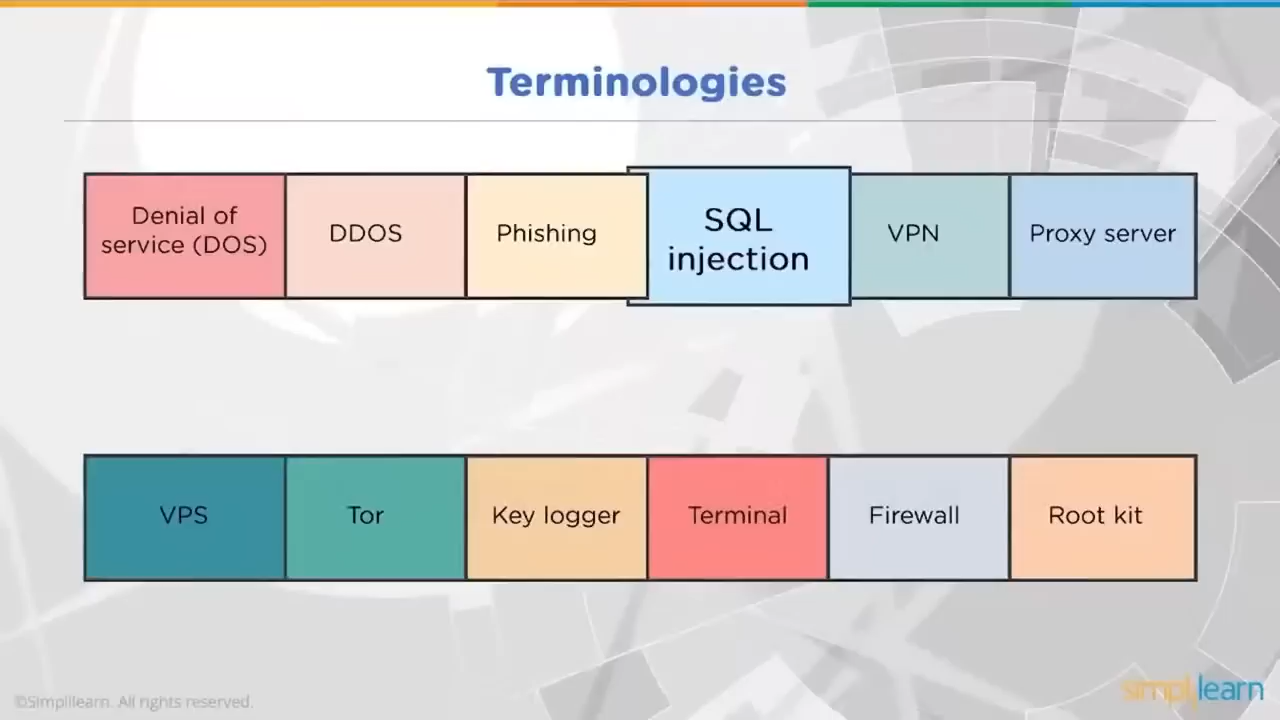 Terminologies
Denial of
service (DOS)
DDOS
Phishing
SQL
injection
VPN
Proxy server
VPS
Tor
Key logger
Terminal
Firewall
Root kit
©Simplilearn. All rights reserved.
simplilearn